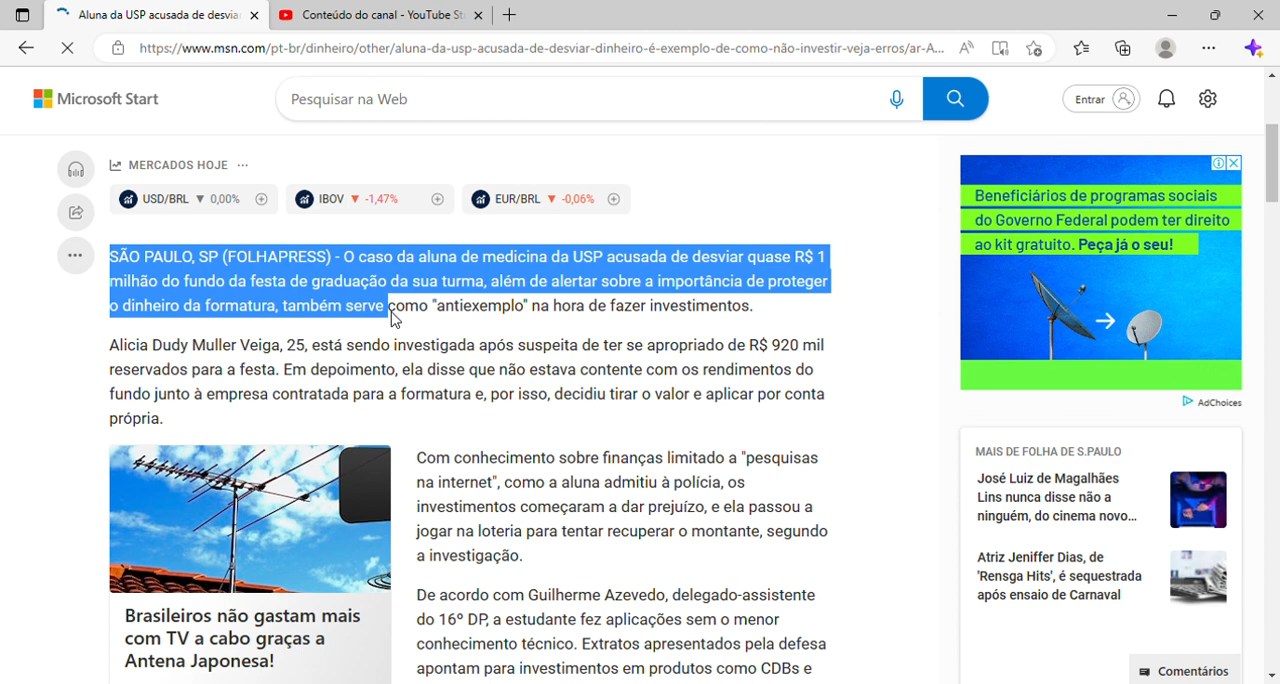 Aluna da USP acusada de desvia
Conteúdo do canal - YouTube St
https://www.msn.com/pt-br/dinheiro/other/aluna-da-usp-acusada-de-desviar-dinheiro-é-exemplo-de-como-não-investir-veja-erros/ar-A...
Microsoft Start
Pesquisar na Web
Entrar
MERCADOS HOJE ...
USD/BRL ▼ 0,00%
IBOV ▼ -1,47%
EUR/BRL ▼ -0,06%
SÃO PAULO, SP (FOLHAPRESS) - O caso da aluna de medicina da USP acusada de desviar quase R$ 1
milhão do fundo da festa de graduação da sua turma, além de alertar sobre a importância de proteger
o dinheiro da formatura, também serve como "antiexemplo" na hora de fazer investimentos.
Alicia Dudy Muller Veiga, 25, está sendo investigada após suspeita de ter se apropriado de R$ 920 mil
reservados para a festa. Em depoimento, ela disse que não estava contente com os rendimentos do
fundo junto à empresa contratada para a formatura e, por isso, decidiu tirar o valor e aplicar por conta
própria.
Com conhecimento sobre finanças limitado a "pesquisas
na internet", como a aluna admitiu à polícia, os
investimentos começaram a dar prejuízo, e ela passou a
jogar na loteria para tentar recuperar o montante, segundo
a investigação.
De acordo com Guilherme Azevedo, delegado-assistente
do 16º DP, a estudante fez aplicações sem o menor
conhecimento técnico. Extratos apresentados pela defesa
apontam para investimentos em produtos como CDBs e
Brasileiros não gastam mais
com TV a cabo graças a
Antena Japonesa!
Beneficiários de programas sociais
do Governo Federal podem ter direito
ao kit gratuito. Peça já o seu!
AdChoices
MAIS DE FOLHA DE S.PAULO
José Luiz de Magalhães
Lins nunca disse não a
ninguém, do cinema novo...
Atriz Jeniffer Dias, de
'Rensga Hits', é sequestrada
após ensaio de Carnaval
Comentários